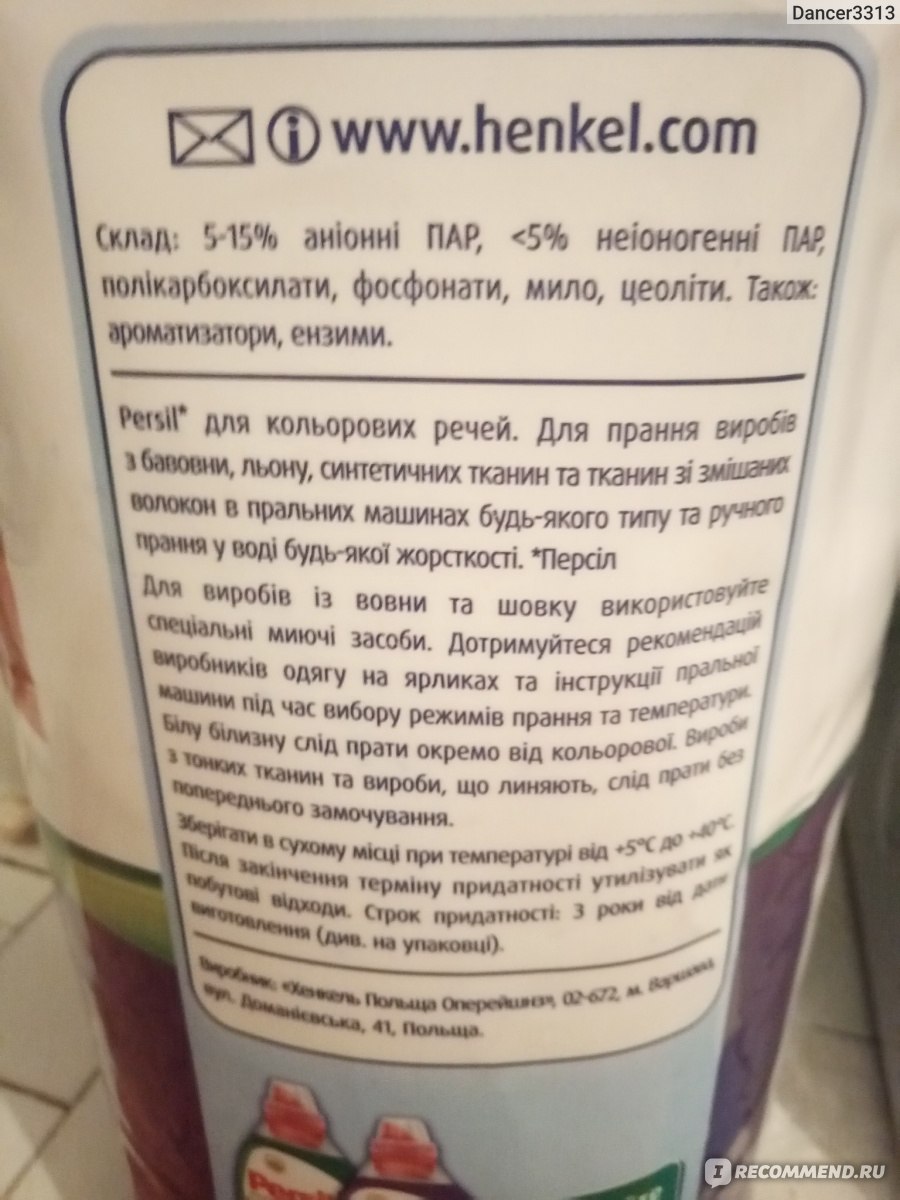 Dancer3313
www.henkel.com
Склад: 5-15% аніонні ПАР, <5% неіоногенні ПАР,
полікарбоксилати, фосфонати, мило, цеоліти. Також:
ароматизатори, ензими.
Persil* для кольорових речей. Для прання виробів
з бавовни, льону, синтетичних тканин та тканин зі змішаних
волокон в пральних машинах будь-якого типу та ручного
прання у воді будь-якої жорсткості. *Персіл
Для виробів із вовни та шовку використовуйте
спеціальні миючі засоби. Дотримуйтеся рекомендацій
виробників одягу на ярликах та інструкції пральної
машини під час вибору режимів прання та температури.
Білу білизну слід прати окремо від кольорової. Вироби
з тонких тканин та вироби, що линяють, слід прати без
попереднього замочування.
Зберігати в сухому місці при температурі від +5°C до +40°C.
Після закінчення терміну придатності утилізувати як
побутові відходи. Строк придатності: 3 роки від дати
виготовлення (див. на упаковці).
Виробник: «Хенкель Польща Оперейшнз», 02-672, м. Варшава,
вул. Доманієвська, 41, Польща.
Persil
IRECOMMEND.RU